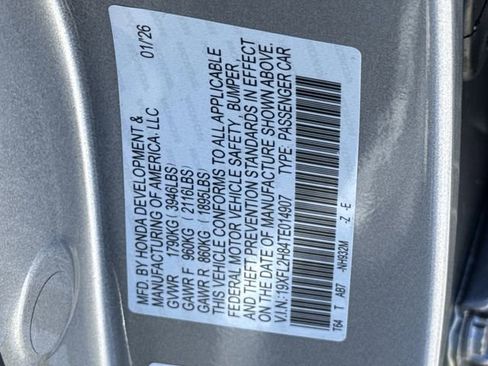 MFD. BY HONDA DEVELOPMENT & 01/26
MANUFACTURING OF AMERICA, LLC
GVWR 1790KG (3946LBS)
GAWR F 960KG (2116LBS)
GAWR R 860KG (1895LBS)
THIS VEHICLE CONFORMS TO ALL APPLICABLE
FEDERAL MOTOR VEHICLE SAFETY, BUMPER,
AND THEFT PREVENTION STANDARDS IN EFFECT
ON THE DATE OF MANUFACTURE SHOWN ABOVE.
V.I.N.: 19XFL2H84TE014907 TYPE: PASSENGER CAR
T64 T AB7 -NH932M -Z -E